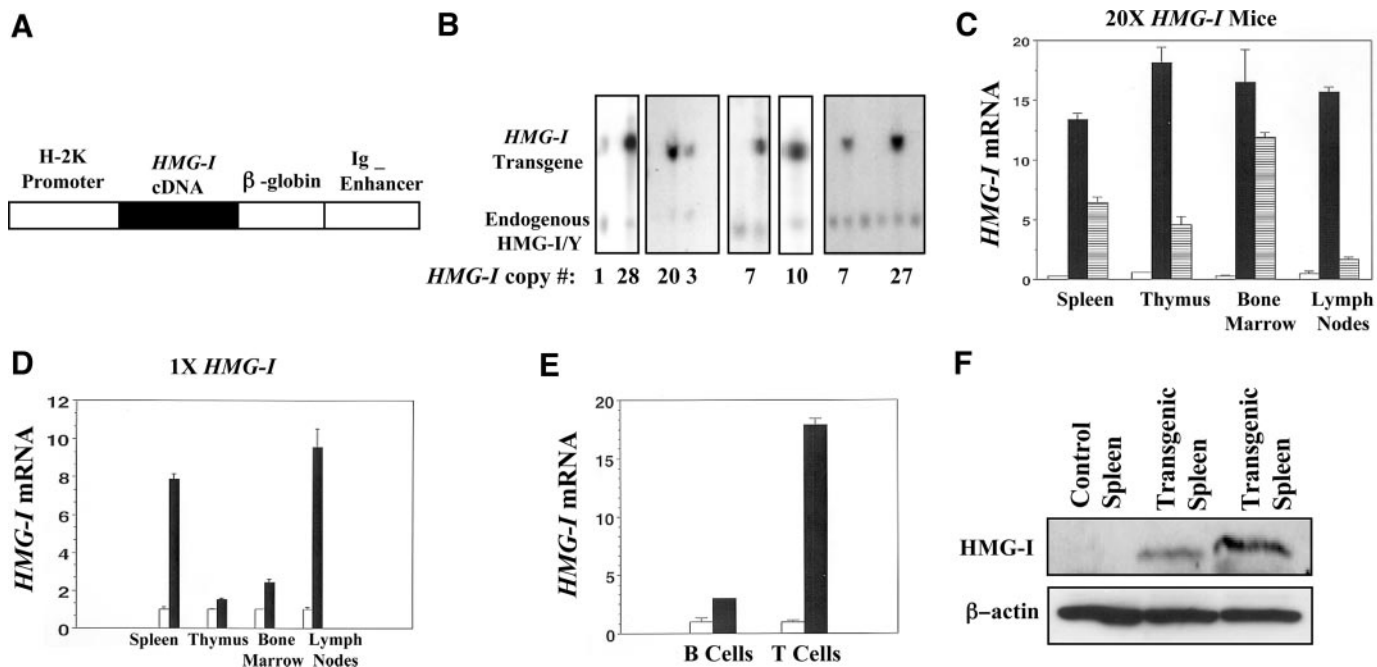 A
H-2K
Promoter
HMG-I
cDNA
β -globin
Ig _
Enhancer
B
HMG-I
Transgene
Endogenous
HMG-I/Y
HMG-I copy #: 1 28 20 3 7 10 7 27
C
20X HMG-I Mice
HMG-I mRNA
20
15
10
5
0
Spleen
Thymus
Bone
Marrow
Lymph
Nodes
D
1X HMG-I
HMG-I mRNA
12
10
8
6
4
2
0
Spleen
Thymus
Bone
Marrow
Lymph
Nodes
E
HMG-I mRNA
20
15
10
5
0
B Cells
T Cells
F
Control
Spleen
Transgenic
Spleen
Transgenic
Spleen
HMG-I
β–actin